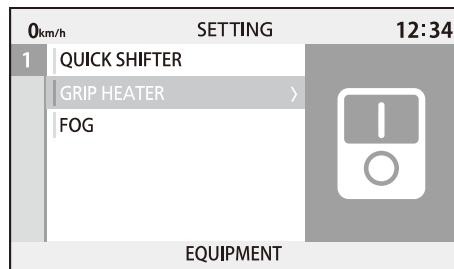 0km/h SETTING 12:34
1 QUICK SHIFTER
GRIP HEATER >
FOG
EQUIPMENT